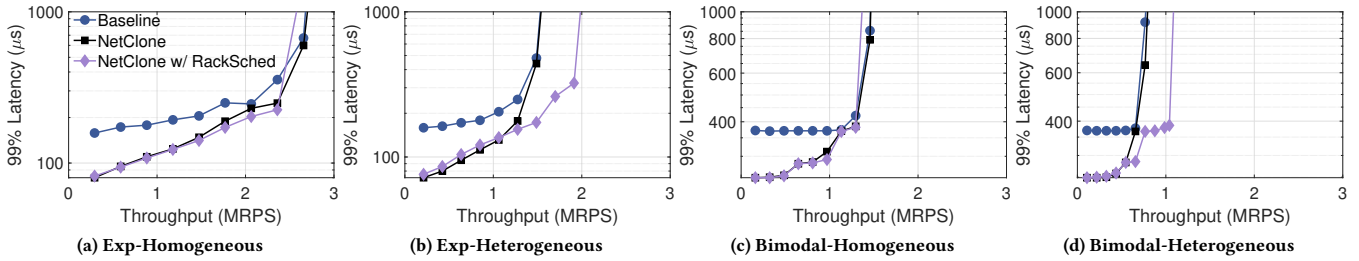 1000
Baseline
NetClone
NetClone w/ RackSched
100
99% Latency (μs)
0 1 2 3
Throughput (MRPS)
(a) Exp-Homogeneous
1000
100
99% Latency (μs)
0 1 2 3
Throughput (MRPS)
(b) Exp-Heterogeneous
1000
800
600
400
99% Latency (μs)
0 1 2 3
Throughput (MRPS)
(c) Bimodal-Homogeneous
1000
800
600
400
99% Latency (μs)
0 1 2 3
Throughput (MRPS)
(d) Bimodal-Heterogeneous